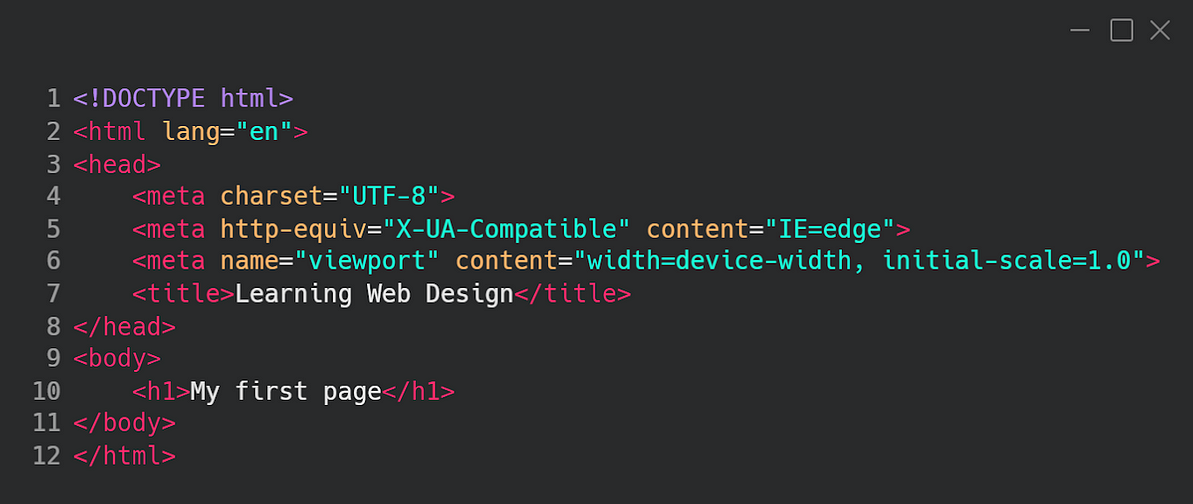 1 <!DOCTYPE html>
2 <html lang="en">
3 <head>
4     <meta charset="UTF-8">
5     <meta http-equiv="X-UA-Compatible" content="IE=edge">
6     <meta name="viewport" content="width=device-width, initial-scale=1.0">
7     <title>Learning Web Design</title>
8 </head>
9 <body>
10     <h1>My first page</h1>
11 </body>
12 </html>